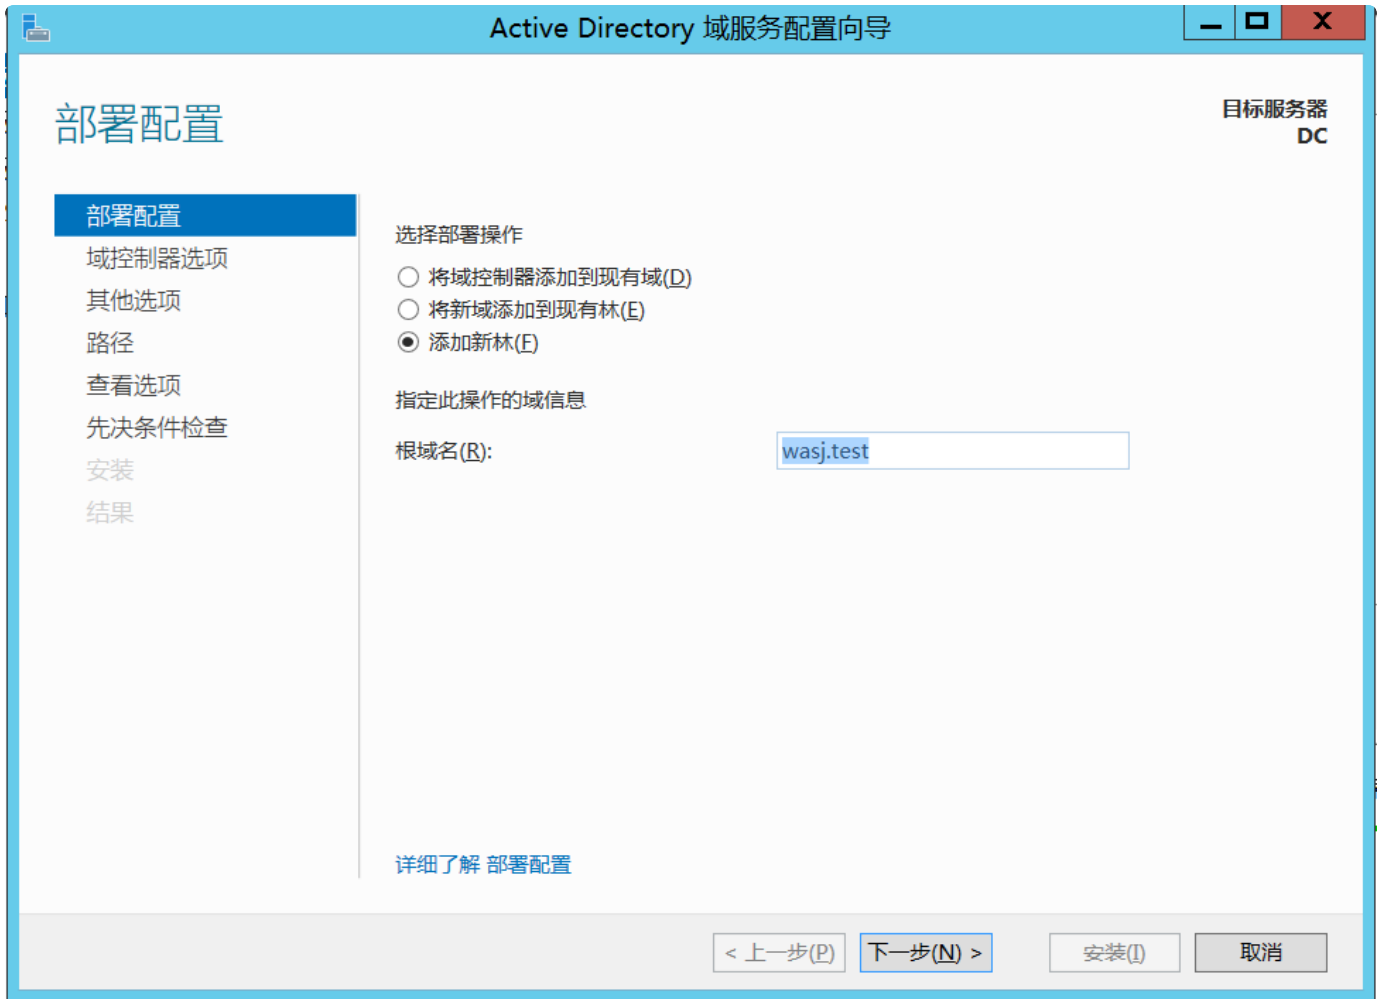 Active Directory 域服务配置向导
部署配置
目标服务器
DC
部署配置
域控制器选项
其他选项
路径
查看选项
先决条件检查
安装
结果
选择部署操作
将域控制器添加到现有域(D)
将新域添加到现有林(E)
添加新林(F)
指定此操作的域信息
根域名(R):
wasj.test
详细了解 部署配置
< 上一步(P)
下一步(N) >
安装(I)
取消